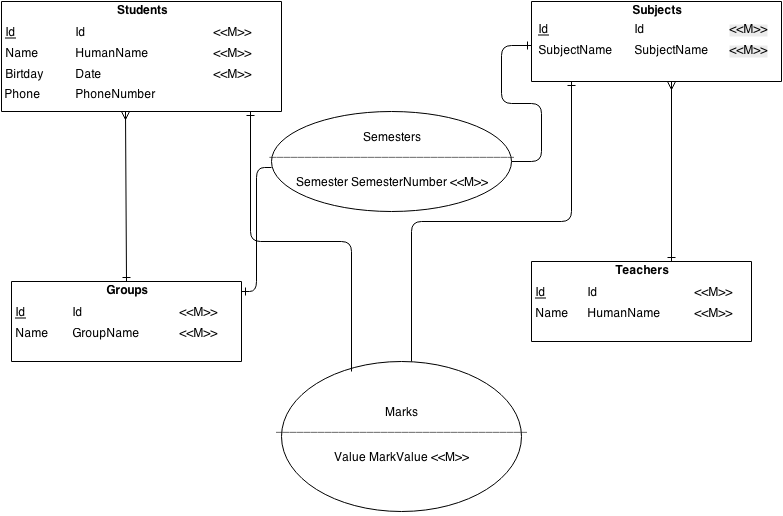 Students
Id Id <<M>>
Name HumanName <<M>>
Birtday Date <<M>>
Phone PhoneNumber
Subjects
Id Id <<M>>
SubjectName SubjectName <<M>>
Semesters
Semester SemesterNumber <<M>>
Groups
Id Id <<M>>
Name GroupName <<M>>
Teachers
Id Id <<M>>
Name HumanName <<M>>
Marks
Value MarkValue <<M>>